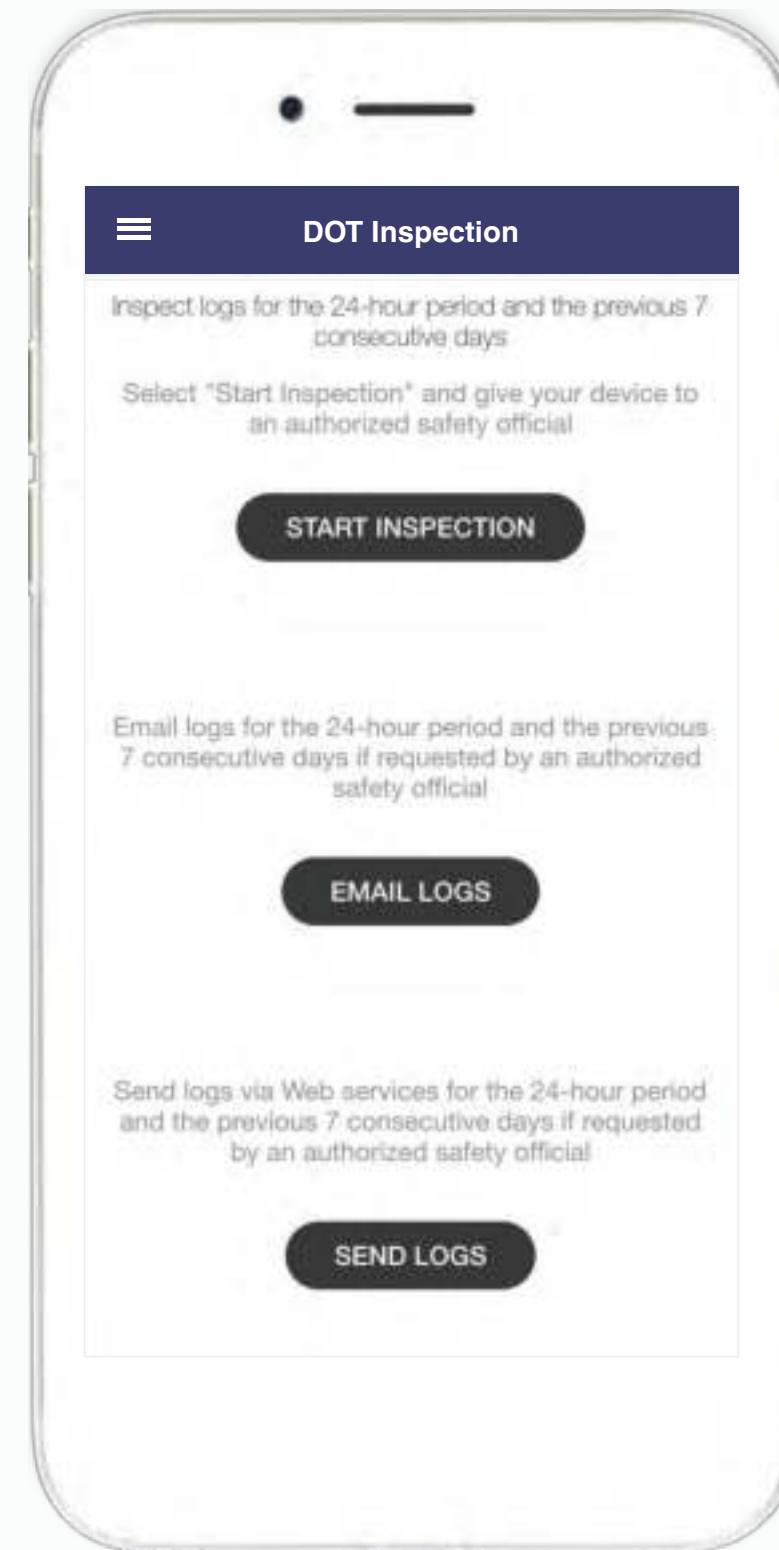 DOT Inspection
Inspect logs for the 24-hour period and the previous 7
consecutive days
Select "Start Inspection" and give your device to
an authorized safety official
START INSPECTION
Email logs for the 24-hour period and the previous
7 consecutive days if requested by an authorized
safety official
EMAIL LOGS
Send logs via Web services for the 24-hour period
and the previous 7 consecutive days if requested
by an authorized safety official
SEND LOGS